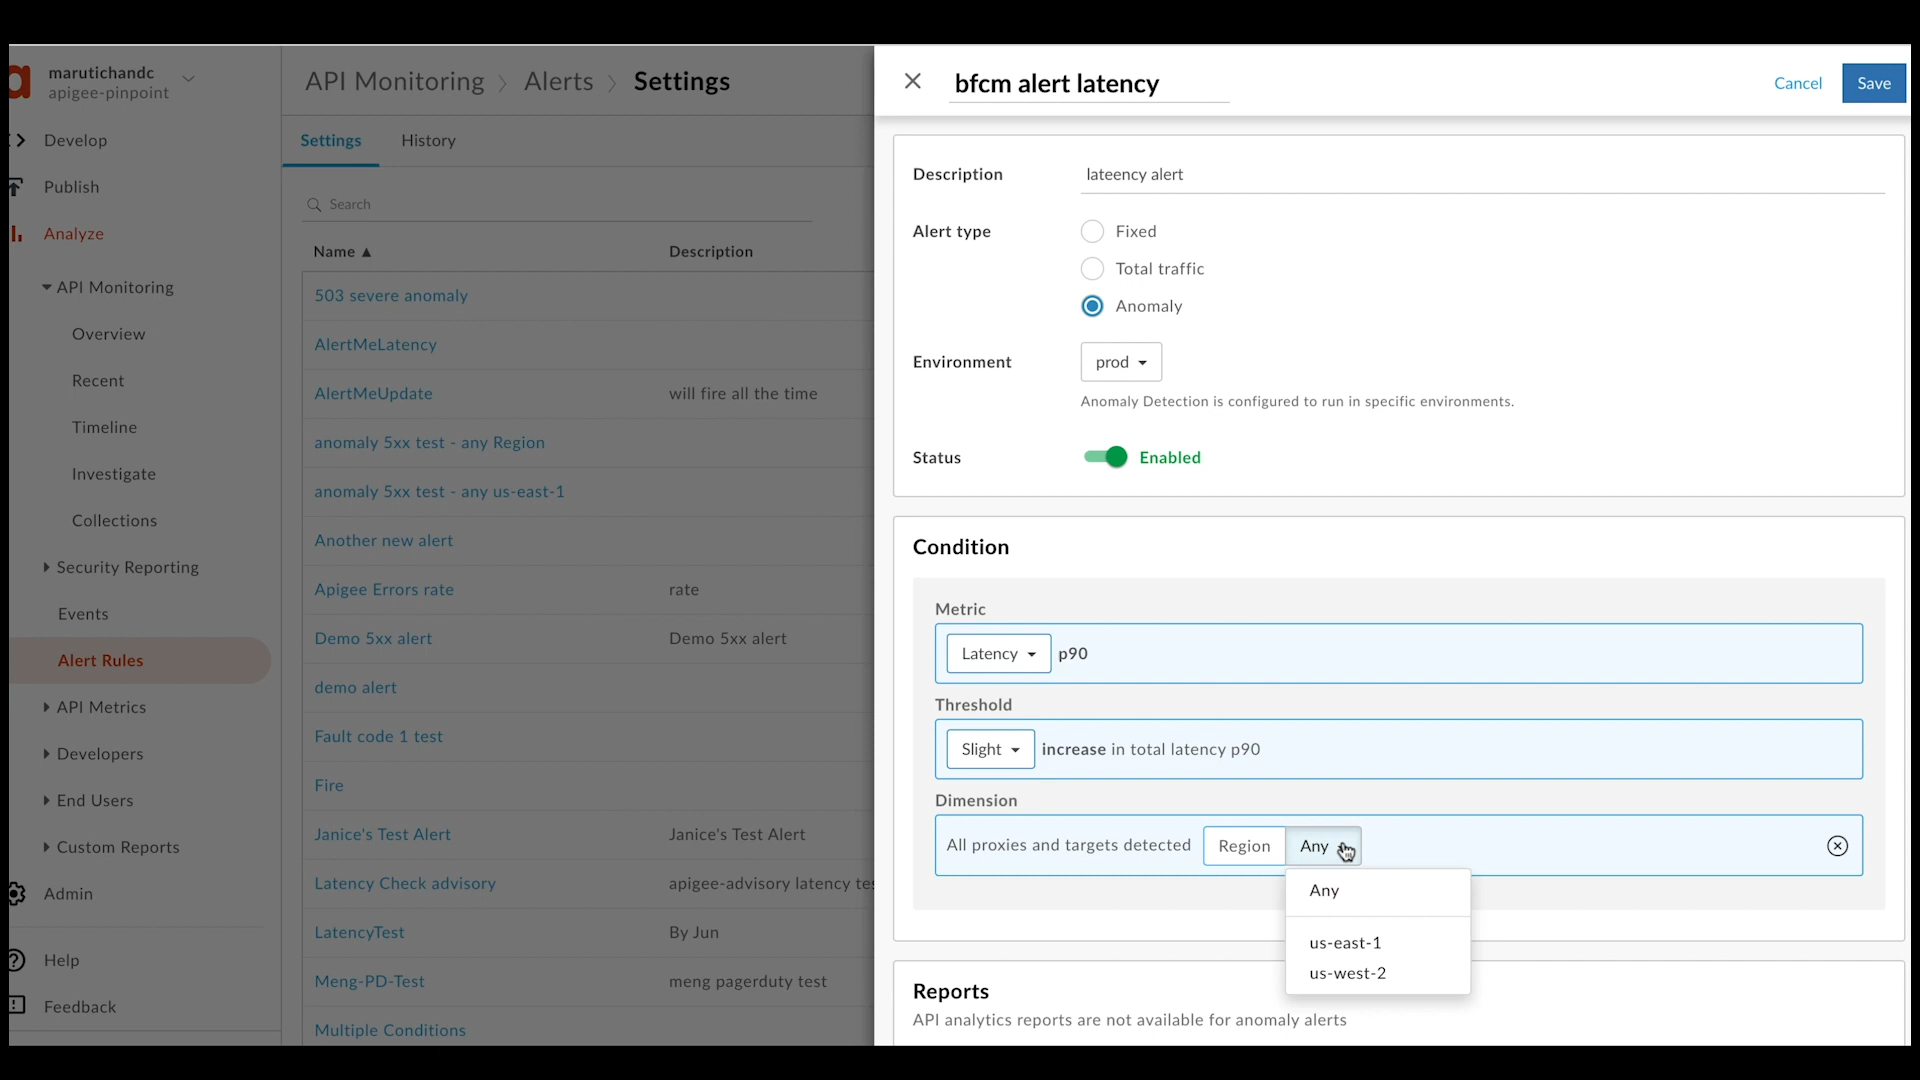 marutichandc
apigee-pinpoint
Develop
Publish
Analyze
API Monitoring
Overview
Recent
Timeline
Investigate
Collections
Security Reporting
Events
Alert Rules
API Metrics
Developers
End Users
Custom Reports
Admin
Help
Feedback
API Monitoring Alerts Settings
Settings History
Search
Name ▲ Description
503 severe anomaly
AlertMeLatency
AlertMeUpdate will fire all the time
anomaly 5xx test - any Region
anomaly 5xx test - any us-east-1
Another new alert
Apigee Errors rate rate
Demo 5xx alert Demo 5xx alert
demo alert
Fault code 1 test
Fire
Janice's Test Alert Janice's Test Alert
Latency Check advisory apigee-advisory latency tes
LatencyTest By Jun
Meng-PD-Test meng pagerduty test
Multiple Conditions
bfcm alert latency Cancel Save
Description lateency alert
Alert type Fixed
Total traffic
Anomaly
Environment prod
Anomaly Detection is configured to run in specific environments.
Status Enabled
Condition
Metric
Latency p90
Threshold
Slight increase in total latency p90
Dimension
All proxies and targets detected Region Any
Any
us-east-1
us-west-2
Reports
API analytics reports are not available for anomaly alerts